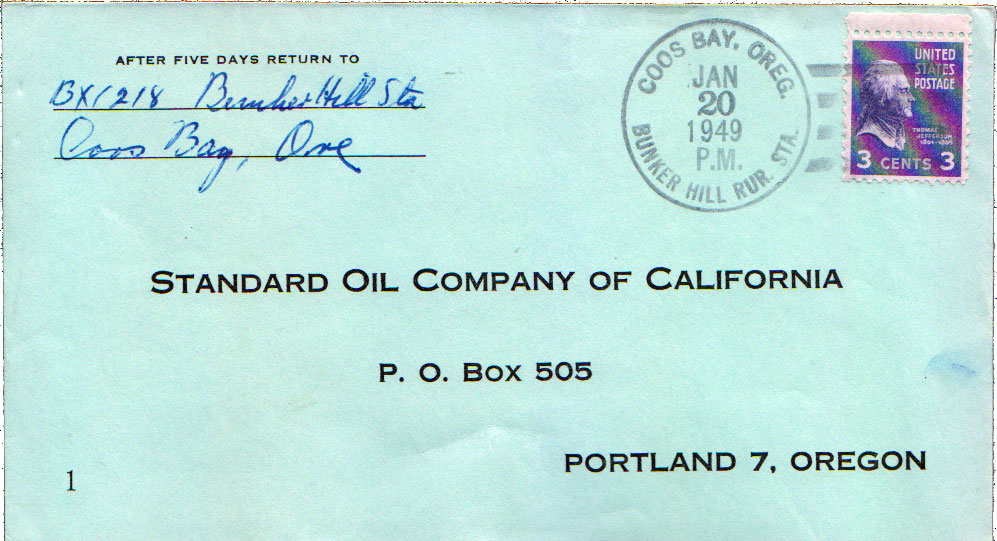 AFTER FIVE DAYS RETURN TO
BX 1218 Bunker Hill Sta
Coos Bay, Ore
COOS BAY, OREG.
JAN
20
1949
P.M.
BUNKER HILL RUR. STA.
UNITED
STATES
POSTAGE
THOMAS
JEFFERSON
1801-1809
3 CENTS 3
STANDARD OIL COMPANY OF CALIFORNIA
P. O. BOX 505
PORTLAND 7, OREGON
1